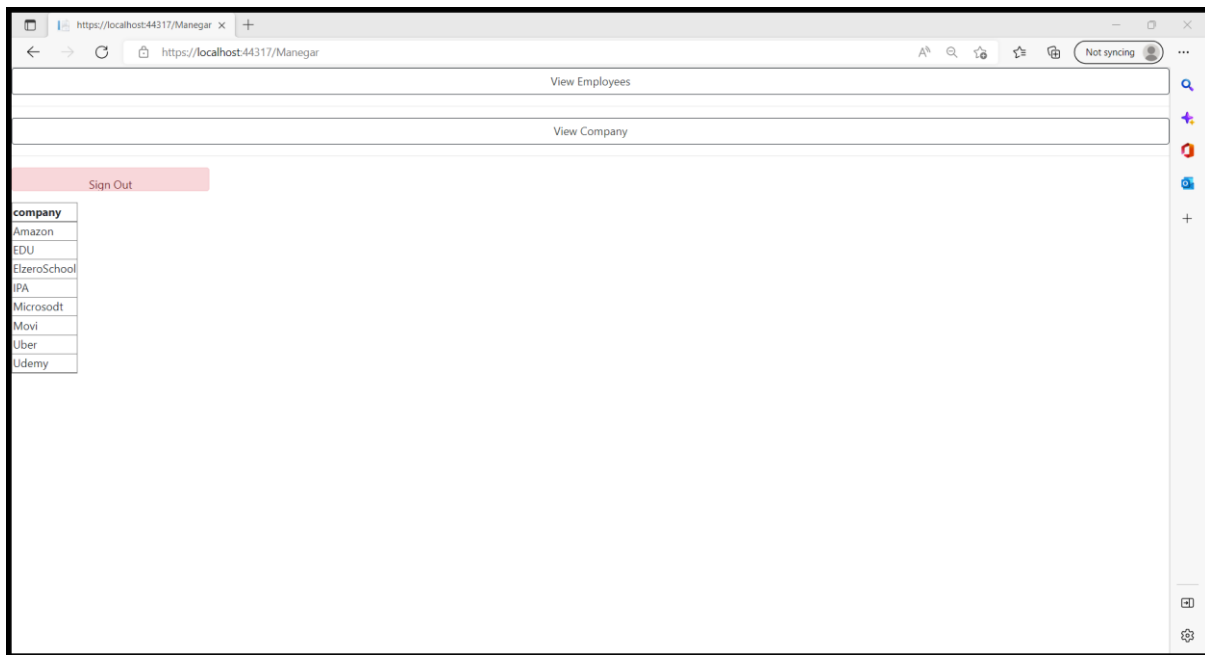 https://localhost:44317/Manegar
https://localhost:44317/Manegar
Not syncing
View Employees
View Company
Sign Out
company
Amazon
EDU
ElzeroSchool
IPA
Microsodt
Movi
Uber
Udemy